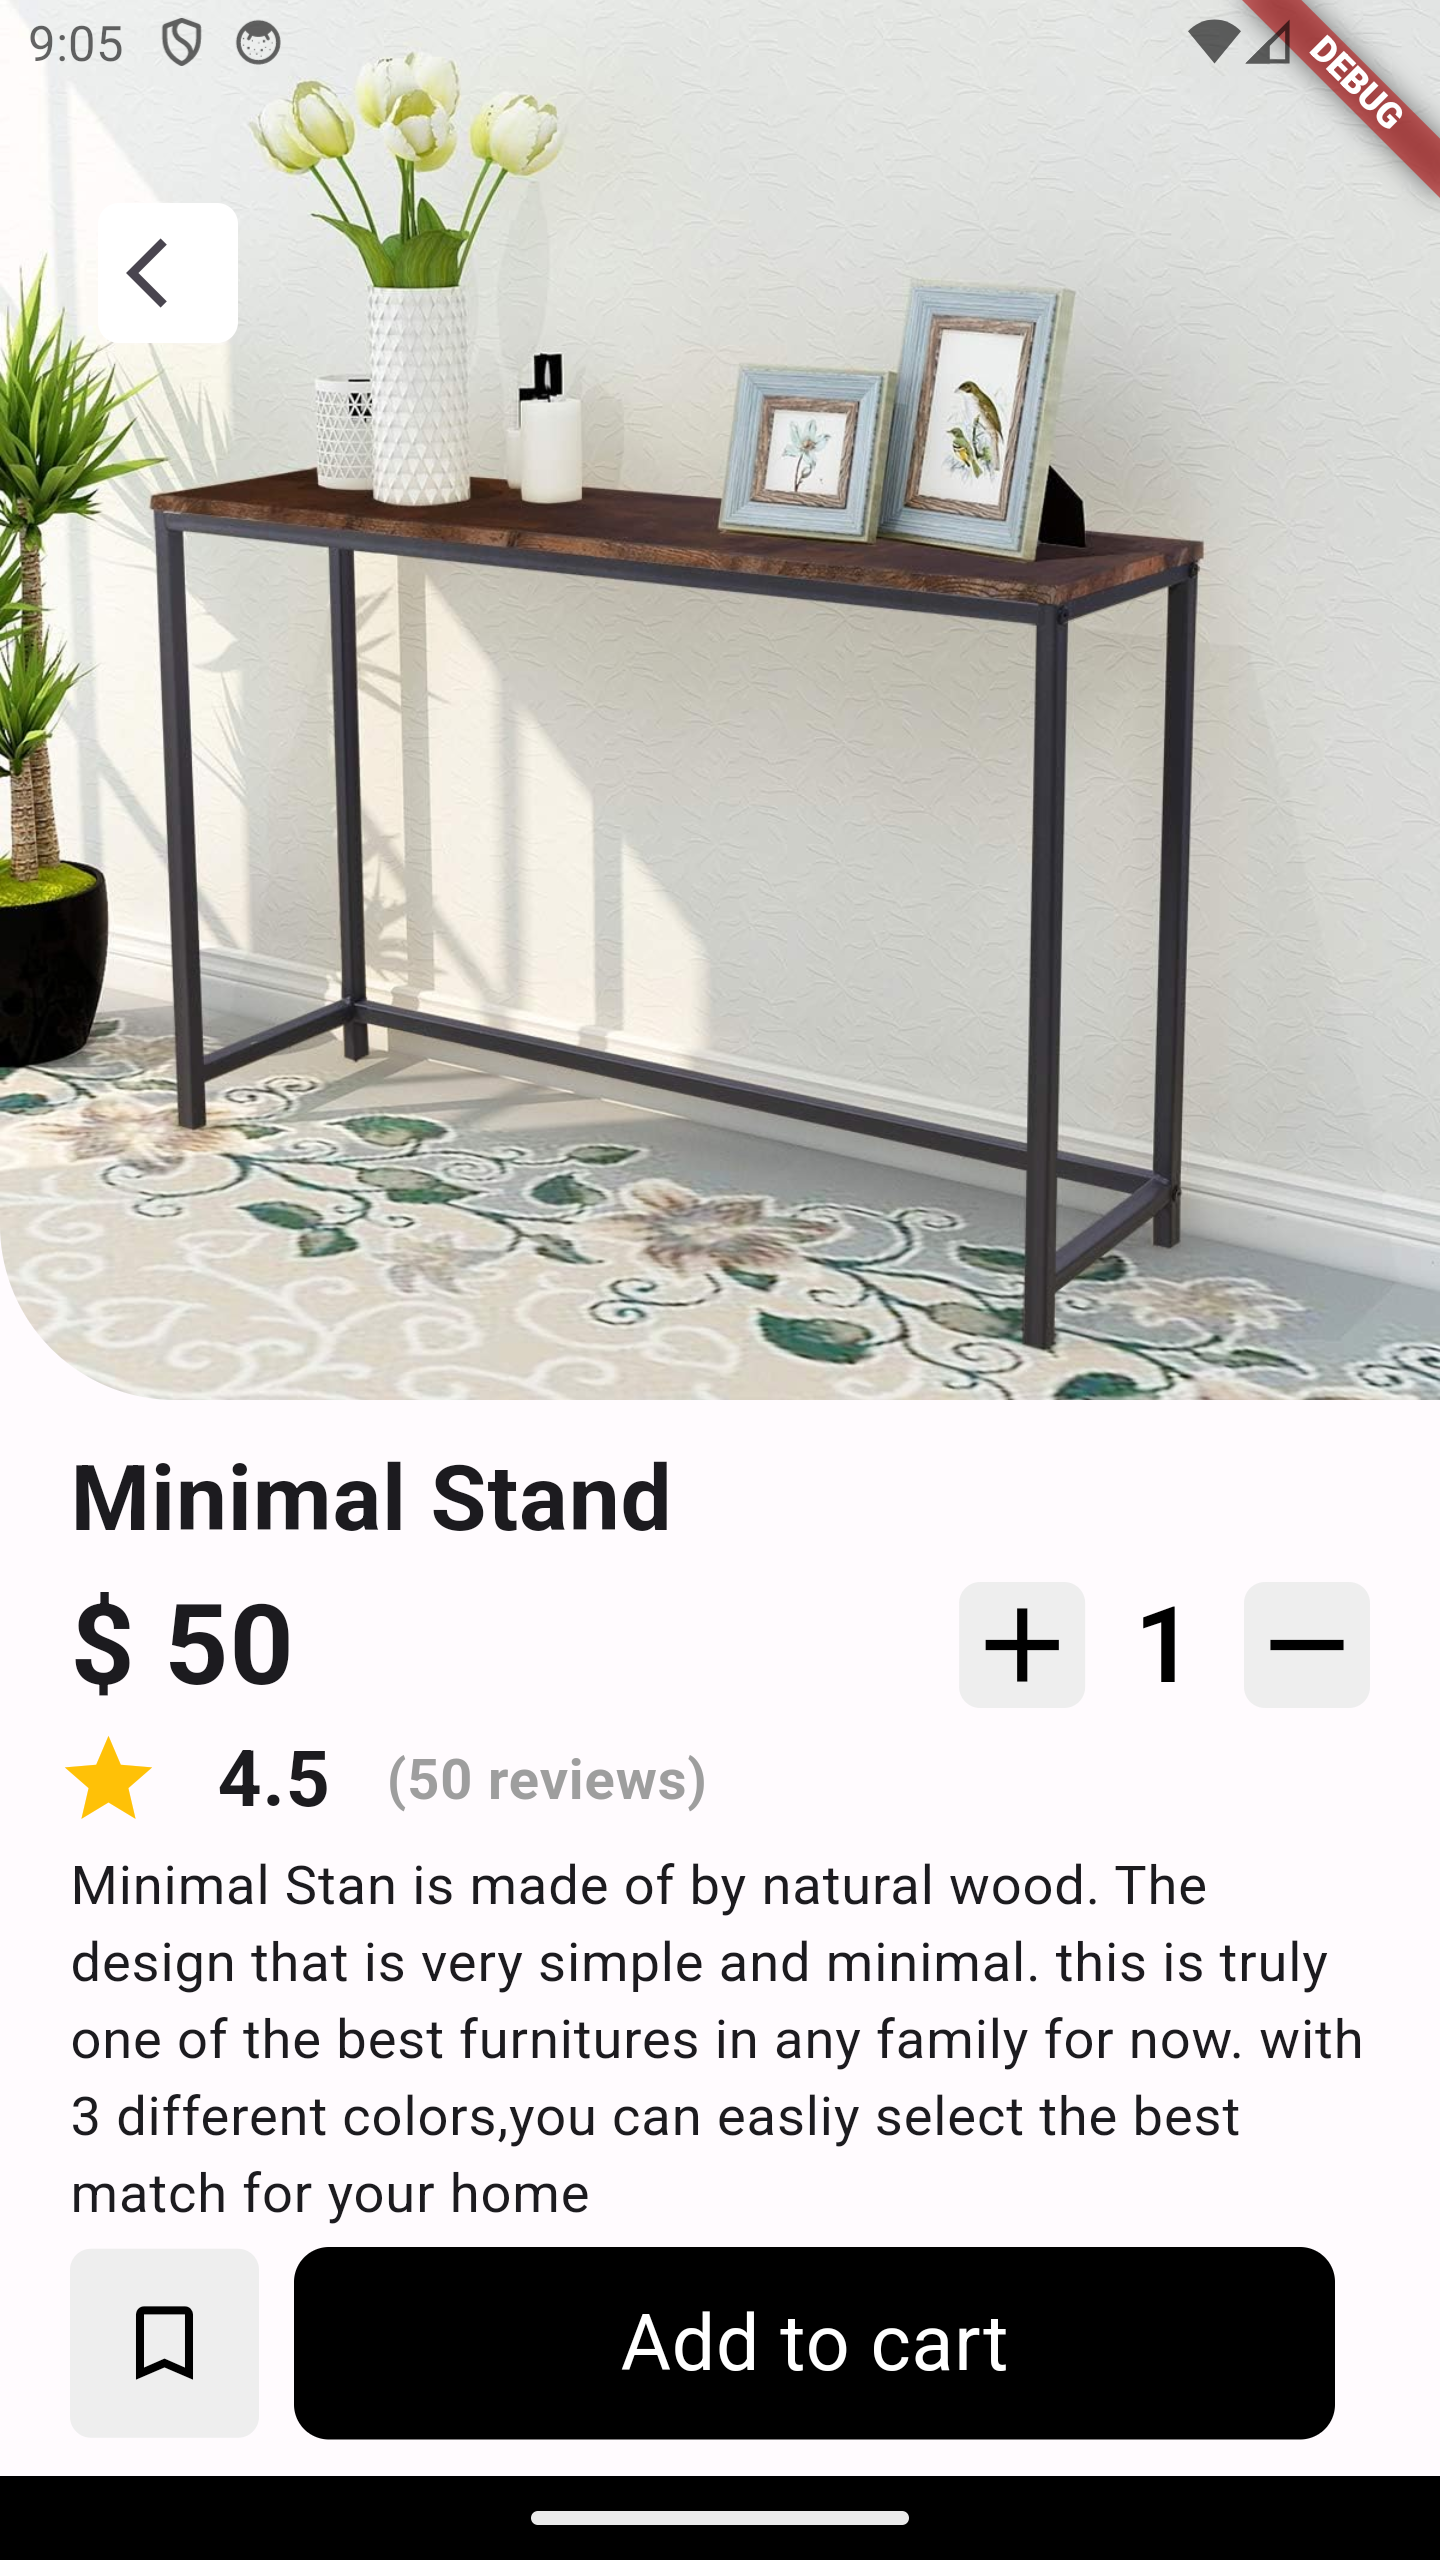 9:05
DEBUG
Minimal Stand
$ 50
1
4.5 (50 reviews)
Minimal Stan is made of by natural wood. The
design that is very simple and minimal. this is truly
one of the best furnitures in any family for now. with
3 different colors,you can easliy select the best
match for your home
Add to cart